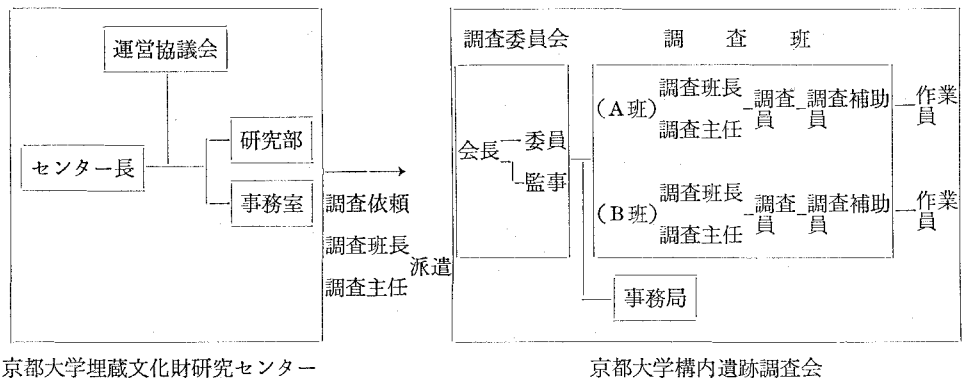 運営協議会
センター長
研究部
事務室
京都大学埋蔵文化財研究センター
調査依頼
調査班長
調査主任
派遣
調査委員会
会長
委員
監事
調査班
(A班)
調査班長
調査主任
調査員
調査補助員
作業員
(B班)
調査班長
調査主任
調査員
調査補助員
作業員
事務局
京都大学構内遺跡調査会